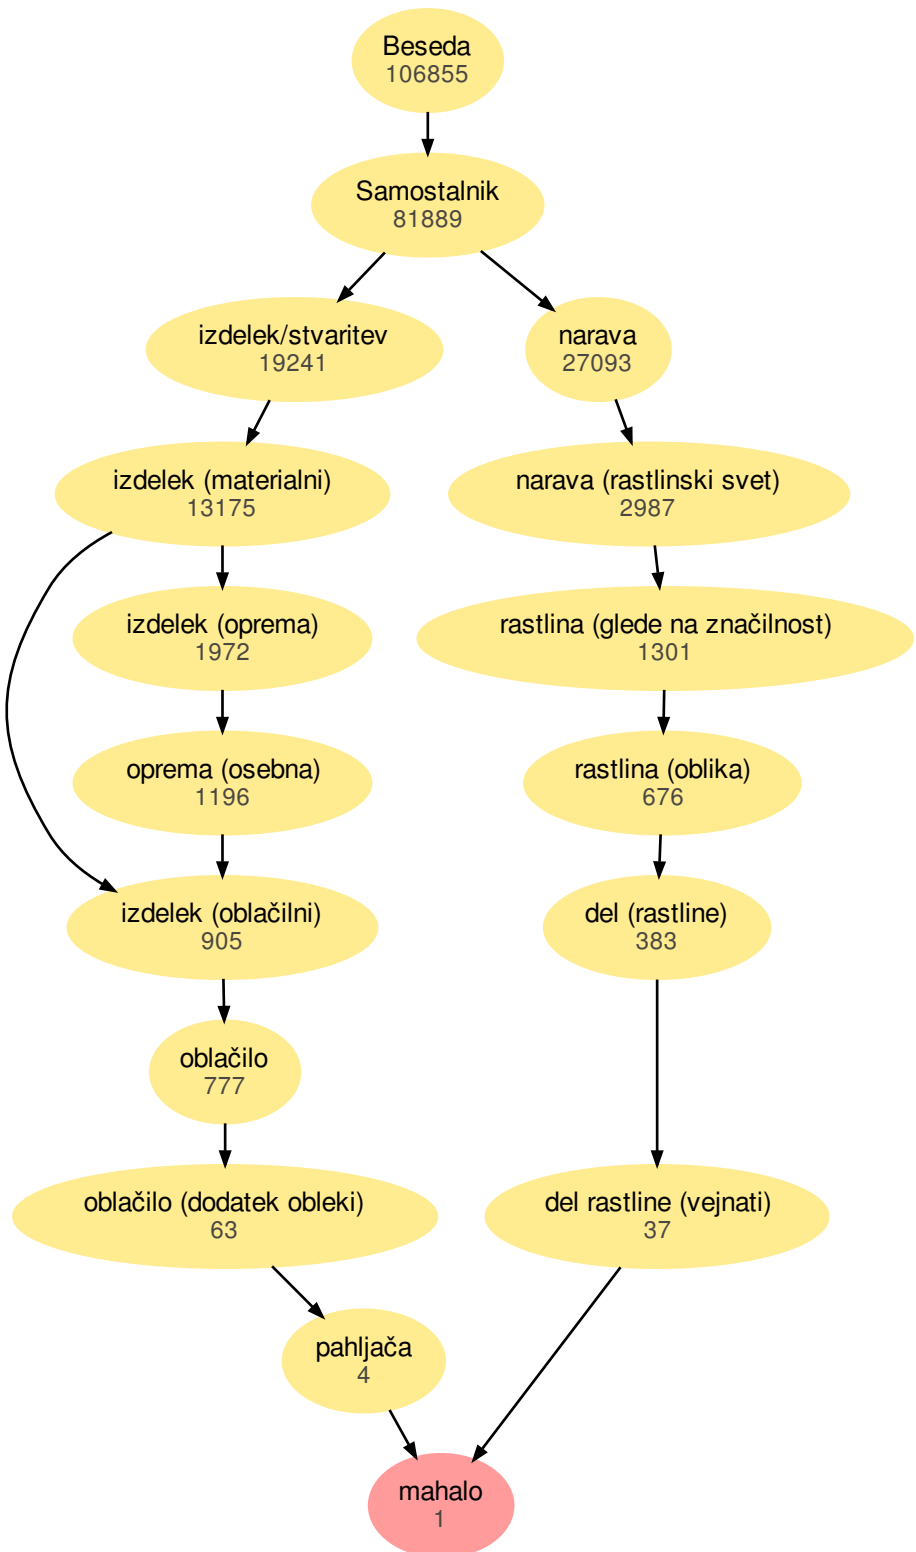 Beseda
106855
Samostalnik
81889
izdelek/stvaritev
19241
narava
27093
izdelek (materialni)
13175
narava (rastlinski svet)
2987
izdelek (oprema)
1972
rastlina (glede na značilnost)
1301
oprema (osebna)
1196
rastlina (oblika)
676
izdelek (oblačilni)
905
del (rastline)
383
oblačilo
777
oblačilo (dodatek obleki)
63
del rastline (vejnati)
37
pahljača
4
mahalo
1